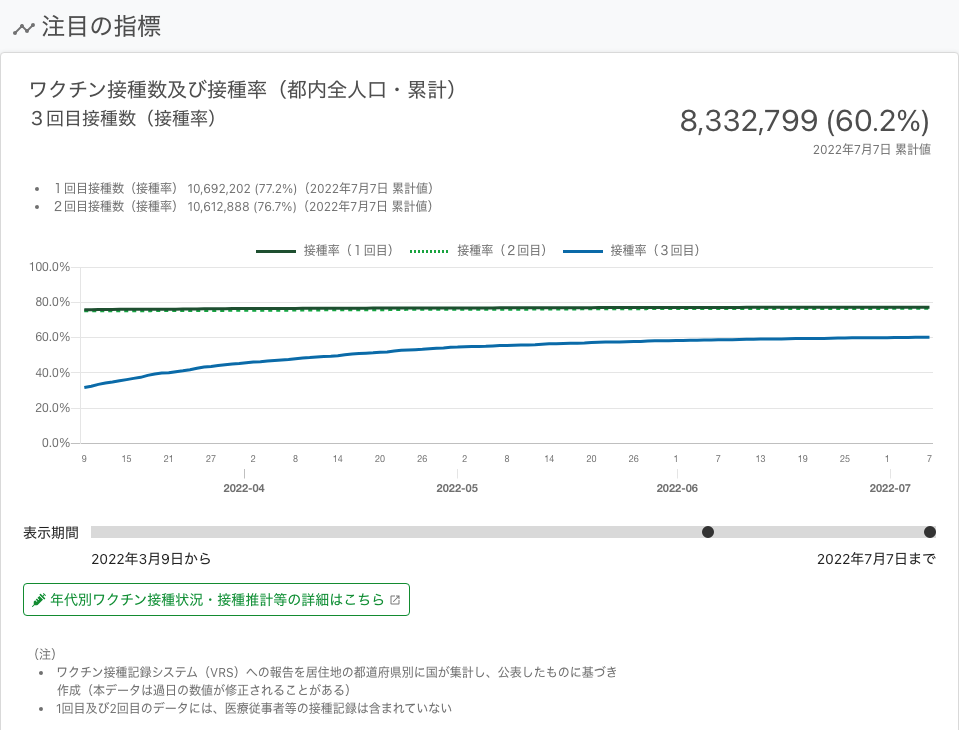 注目の指標
ワクチン接種数及び接種率（都内全人口・累計）
３回目接種数（接種率）
8,332,799 (60.2%)
2022年7月7日 累計値
１回目接種数（接種率） 10,692,202 (77.2%)（2022年7月7日 累計値）
２回目接種数（接種率） 10,612,888 (76.7%)（2022年7月7日 累計値）
接種率（１回目） 接種率（２回目） 接種率（３回目）
100.0%
80.0%
60.0%
40.0%
20.0%
0.0%
9 15 21 27 2 8 14 20 26 2 8 14 20 26 1 7 13 19 25 1 7
2022-04 2022-05 2022-06 2022-07
表示期間
2022年3月9日から 2022年7月7日まで
年代別ワクチン接種状況・接種推計等の詳細はこちら
（注）
ワクチン接種記録システム（VRS）への報告を居住地の都道府県別に国が集計し、公表したものに基づき
作成（本データは過日の数値が修正されることがある）
1回目及び2回目のデータには、医療従事者等の接種記録は含まれていない